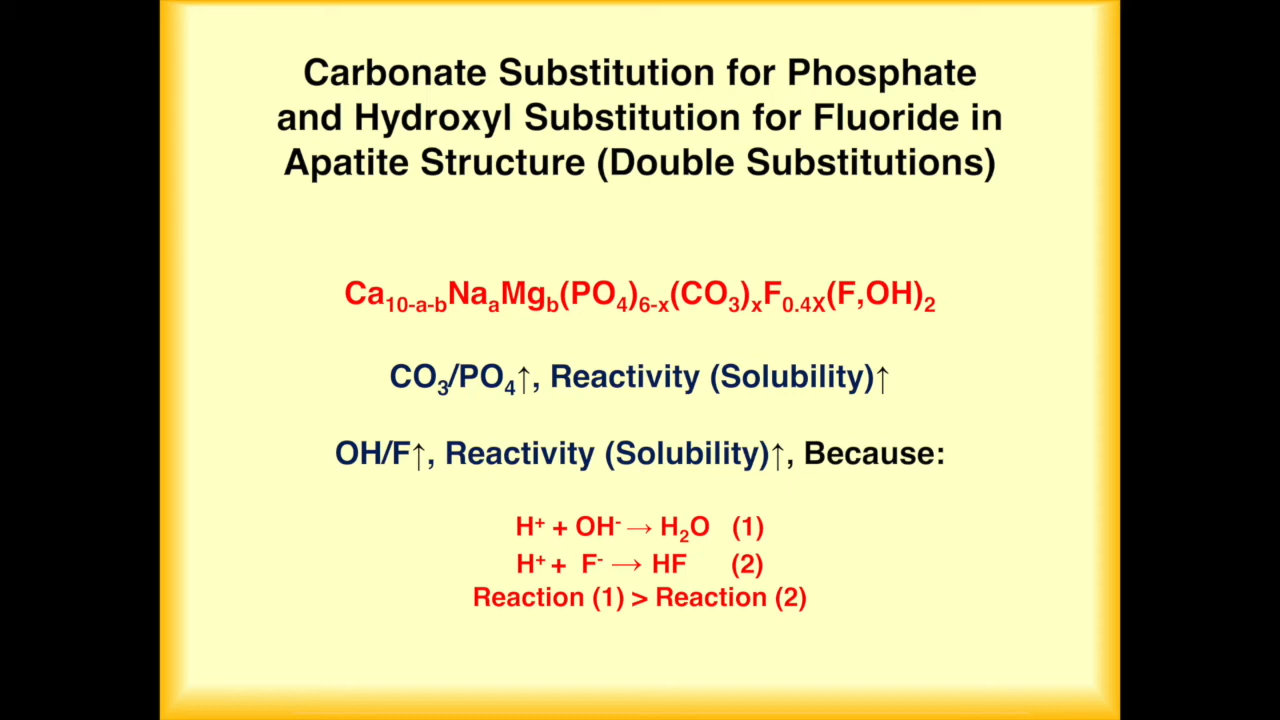 Carbonate Substitution for Phosphate
and Hydroxyl Substitution for Fluoride in
Apatite Structure (Double Substitutions)
Ca₁₀₋ₐ₋bNaₐMgb(PO₄)₆₋ₓ(CO₃)ₓF₀.₄X(F,OH)₂
CO₃/PO₄↑, Reactivity (Solubility)↑
OH/F↑, Reactivity (Solubility)↑, Because:
H⁺ + OH⁻ → H₂O (1)
H⁺ + F⁻ → HF (2)
Reaction (1) > Reaction (2)